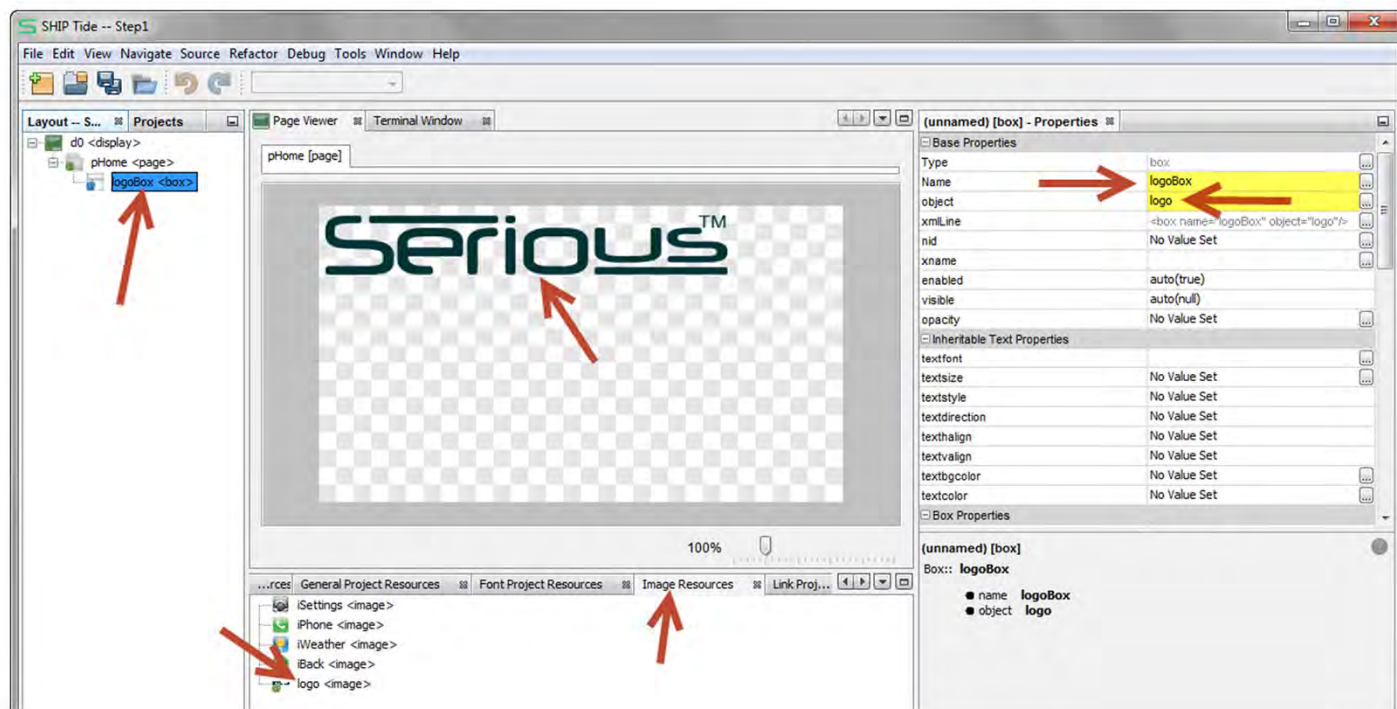 SHIP Tide -- Step1
File Edit View Navigate Source Refactor Debug Tools Window Help
Layout -- S... Projects
d0 <display>
pHome <page>
logoBox <box>
Page Viewer Terminal Window
pHome [page]
Serious™
100%
...rces General Project Resources Font Project Resources Image Resources Link Proj...
iSettings <image>
iPhone <image>
iWeather <image>
iBack <image>
logo <image>
(unnamed) [box] - Properties
Base Properties
Type box
Name logoBox
object logo
xmlLine <box name="logoBox" object="logo"/>
nid No Value Set
xname
enabled auto(true)
visible auto(null)
opacity No Value Set
Inheritable Text Properties
textfont
textsize No Value Set
textstyle No Value Set
textdirection No Value Set
texthalign No Value Set
textvalign No Value Set
textbgcolor No Value Set
textcolor No Value Set
Box Properties
(unnamed) [box]
Box:: logoBox
name logoBox
object logo